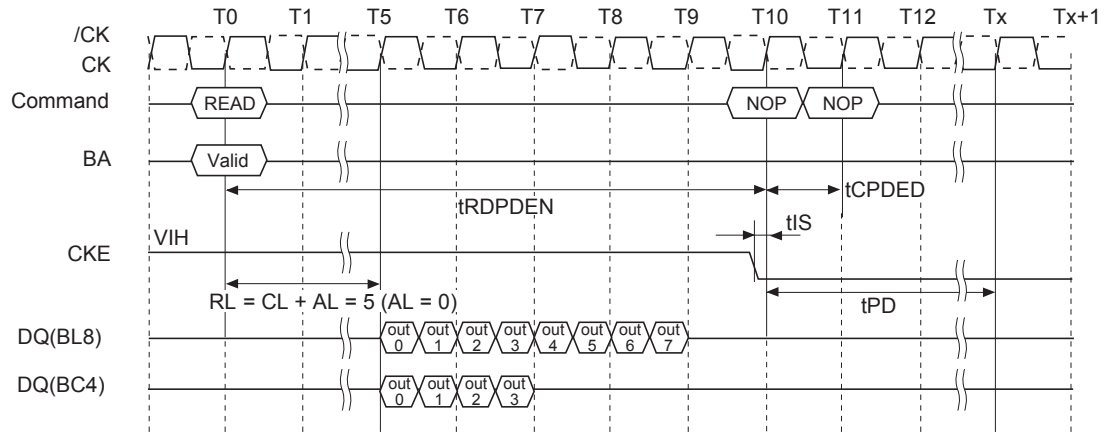 T0 T1 T5 T6 T7 T8 T9 T10 T11 T12 Tx Tx+1
/CK
CK
Command READ NOP NOP
BA Valid
tRDPDEN tCPDED
tIS
VIH
CKE
RL = CL + AL = 5 (AL = 0) tPD
DQ(BL8) out 0 out 1 out 2 out 3 out 4 out 5 out 6 out 7
DQ(BC4) out 0 out 1 out 2 out 3